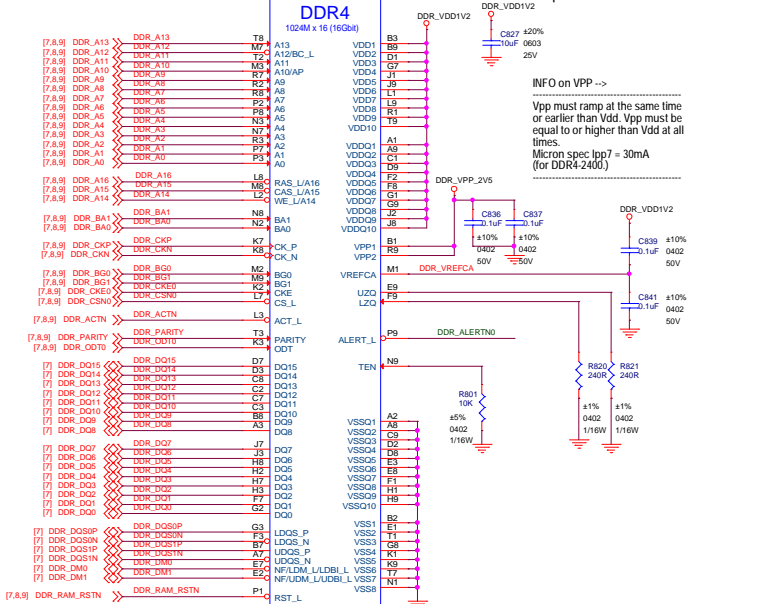 DDR4
1024M x 16 (16Gbit)
[7,8,9] DDR_A13 DDR_A13 T8 A13
[7,8,9] DDR_A12 DDR_A12 M7 A12/BC_L
[7,8,9] DDR_A11 DDR_A11 T2 A11
[7,8,9] DDR_A10 DDR_A10 M3 A10/AP
[7,8,9] DDR_A9 DDR_A9 R7 A9
[7,8,9] DDR_A8 DDR_A8 R2 A8
[7,8,9] DDR_A7 DDR_A7 R8 A7
[7,8,9] DDR_A6 DDR_A6 P2 A6
[7,8,9] DDR_A5 DDR_A5 P8 A5
[7,8,9] DDR_A4 DDR_A4 N3 A4
[7,8,9] DDR_A3 DDR_A3 N7 A3
[7,8,9] DDR_A2 DDR_A2 R3 A2
[7,8,9] DDR_A1 DDR_A1 P7 A1
[7,8,9] DDR_A0 DDR_A0 P3 A0
[7,8,9] DDR_A16 DDR_A16 L8 RAS_L/A16
[7,8,9] DDR_A15 DDR_A15 M8 CAS_L/A15
[7,8,9] DDR_A14 DDR_A14 L2 WE_L/A14
[7,8,9] DDR_BA1 DDR_BA1 N8 BA1
[7,8,9] DDR_BA0 DDR_BA0 N2 BA0
[7,8,9] DDR_CKP DDR_CKP K7 CK_P
[7,8,9] DDR_CKN DDR_CKN K8 CK_N
[7,8,9] DDR_BG0 DDR_BG0 M2 BG0
[7,8,9] DDR_BG1 DDR_BG1 M9 BG1
[7,8,9] DDR_CKE0 DDR_CKE0 K2 CKE
[7,8,9] DDR_CSN0 DDR_CSN0 L7 CS_L
[7,8,9] DDR_ACTN DDR_ACTN L3 ACT_L
[7,8,9] DDR_PARITY DDR_PARITY T3 PARITY
[7,8,9] DDR_ODT0 DDR_ODT0 K3 ODT
[7] DDR_DQ15 DDR_DQ15 D7 DQ15
[7] DDR_DQ14 DDR_DQ14 D3 DQ14
[7] DDR_DQ13 DDR_DQ13 C8 DQ13
[7] DDR_DQ12 DDR_DQ12 C2 DQ12
[7] DDR_DQ11 DDR_DQ11 C7 DQ11
[7] DDR_DQ10 DDR_DQ10 C3 DQ10
[7] DDR_DQ9 DDR_DQ9 B8 DQ9
[7] DDR_DQ8 DDR_DQ8 A3 DQ8
[7] DDR_DQ7 DDR_DQ7 J7 DQ7
[7] DDR_DQ6 DDR_DQ6 J3 DQ6
[7] DDR_DQ5 DDR_DQ5 H8 DQ5
[7] DDR_DQ4 DDR_DQ4 H2 DQ4
[7] DDR_DQ3 DDR_DQ3 H7 DQ3
[7] DDR_DQ2 DDR_DQ2 H3 DQ2
[7] DDR_DQ1 DDR_DQ1 F7 DQ1
[7] DDR_DQ0 DDR_DQ0 G2 DQ0
[7] DDR_DQS0P DDR_DQS0P G3 LDQS_P
[7] DDR_DQS0N DDR_DQS0N F3 LDQS_N
[7] DDR_DQS1P DDR_DQS1P B7 UDQS_P
[7] DDR_DQS1N DDR_DQS1N A7 UDQS_N
[7] DDR_DM0 DDR_DM0 E7 NF/LDM_L/LDBI_L
[7] DDR_DM1 DDR_DM1 E2 NF/UDM_L/UDBI_L
[7,8,9] DDR_RAM_RSTN DDR_RAM_RSTN P1 RST_L
VDD1 B3
VDD2 B9
VDD3 D1
VDD4 G7
VDD5 J1
VDD6 J9
VDD7 L1
VDD8 L9
VDD9 R1
VDD10 T9
VDDQ1 A1
VDDQ2 A9
VDDQ3 C1
VDDQ4 D9
VDDQ5 F2
VDDQ6 F8
VDDQ7 G1
VDDQ8 G9
VDDQ9 J2
VDDQ10 J8
VPP1 B1
VPP2 R9
VREFCA M1 DDR_VREFCA
UZQ E9
LZQ F9
ALERT_L P9 DDR_ALERTN0
TEN N9
VSSQ1 A2
VSSQ2 A8
VSSQ3 C9
VSSQ4 D2
VSSQ5 D8
VSSQ6 E3
VSSQ7 E8
VSSQ8 F1
VSSQ9 H1
VSSQ10 H9
VSS1 B2
VSS2 E1
VSS3 T1
VSS4 G8
VSS5 K1
VSS6 K9
VSS7 T7
VSS8 N1
DDR_VDD1V2
DDR_VDD1V2
C827 ±20%
10uF 0603
25V
INFO on VPP -->
Vpp must ramp at the same time
or earlier than Vdd. Vpp must be
equal to or higher than Vdd at all
times.
Micron spec Ipp7 = 30mA
(for DDR4-2400.)
DDR_VPP_2V5
C836
0.1uF
±10%
0402
50V
C837
0.1uF
±10%
0402
50V
DDR_VDD1V2
C839 ±10%
0.1uF 0402
50V
C841 ±10%
0.1uF 0402
50V
R801
10K
±5%
0402
1/16W
R820
240R
±1%
0402
1/16W
R821
240R
±1%
0402
1/16W